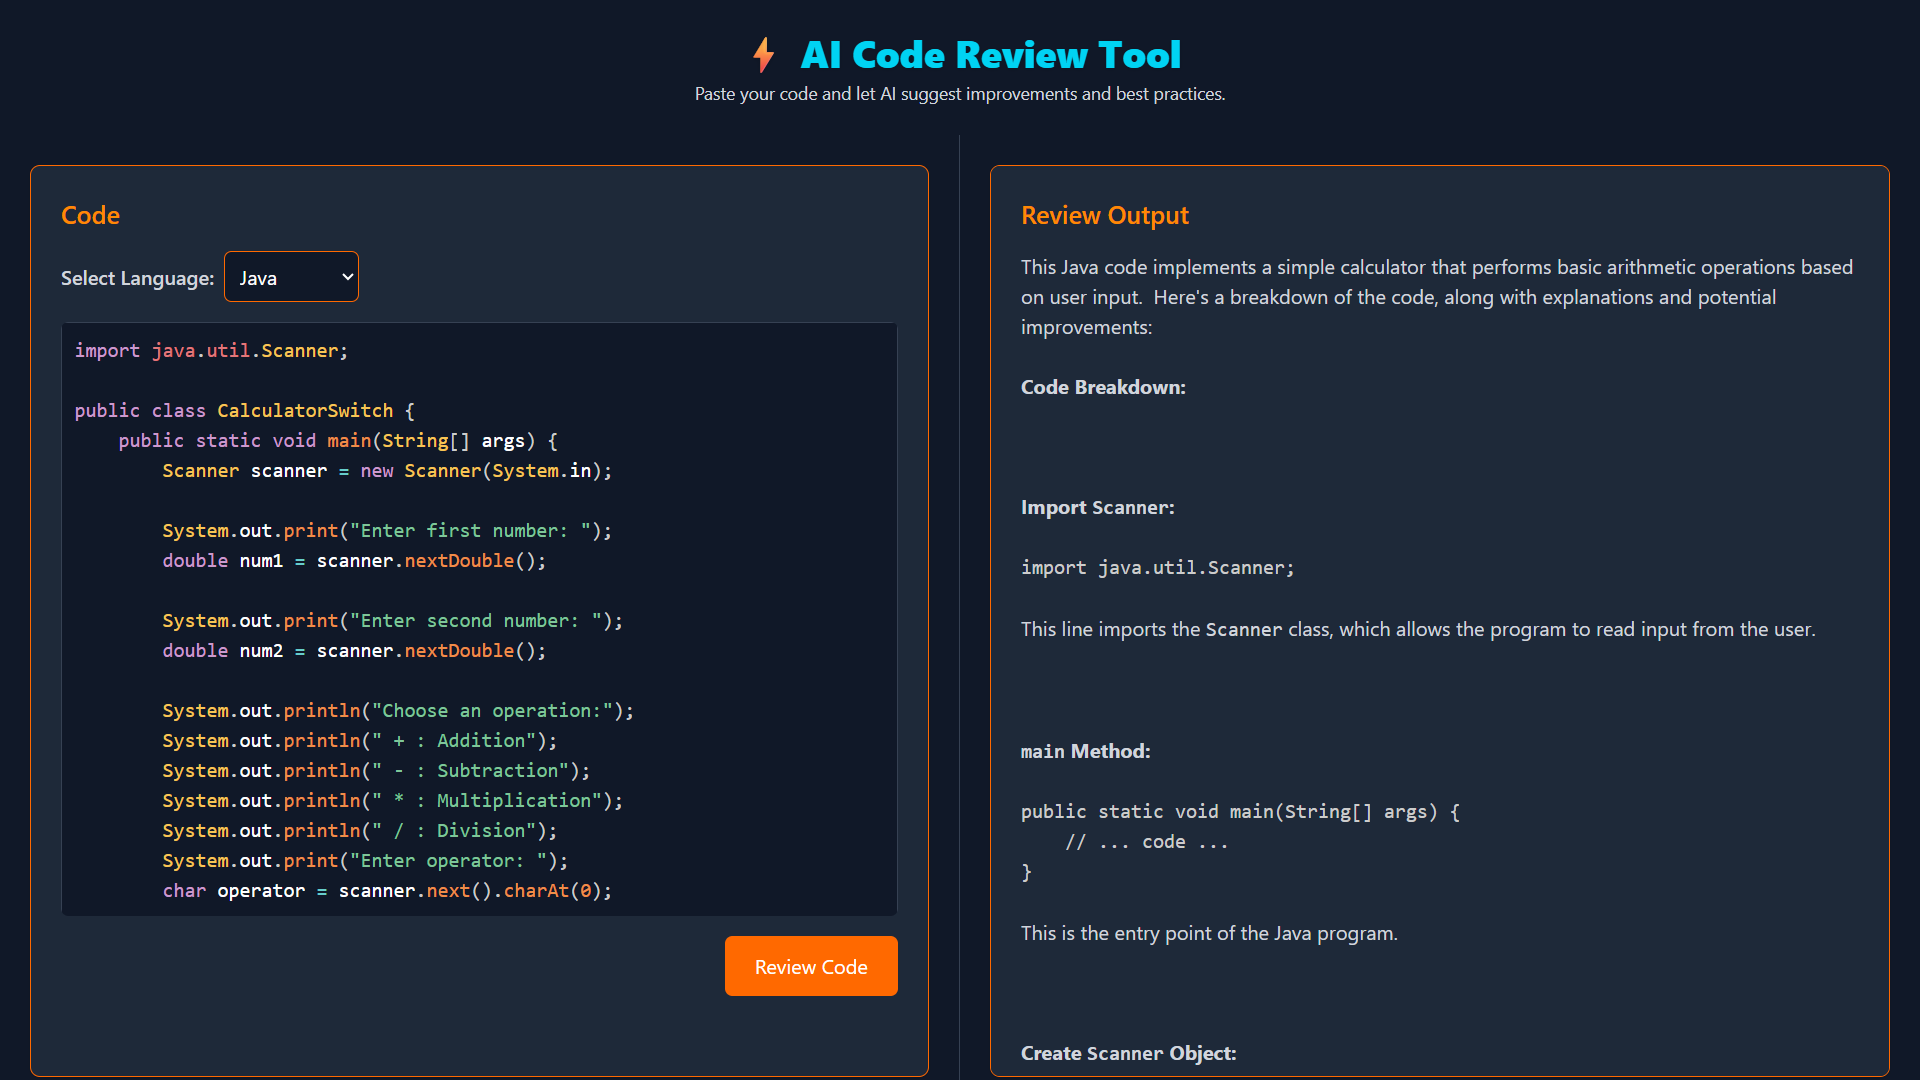 ⚡ AI Code Review Tool
Paste your code and let AI suggest improvements and best practices.
Code
Select Language: Java
import java.util.Scanner;
public class CalculatorSwitch {
    public static void main(String[] args) {
        Scanner scanner = new Scanner(System.in);
        System.out.print("Enter first number: ");
        double num1 = scanner.nextDouble();
        System.out.print("Enter second number: ");
        double num2 = scanner.nextDouble();
        System.out.println("Choose an operation:");
        System.out.println(" + : Addition");
        System.out.println(" - : Subtraction");
        System.out.println(" * : Multiplication");
        System.out.println(" / : Division");
        System.out.print("Enter operator: ");
        char operator = scanner.next().charAt(0);
Review Code
Review Output
This Java code implements a simple calculator that performs basic arithmetic operations based
on user input.  Here's a breakdown of the code, along with explanations and potential
improvements:
Code Breakdown:
Import Scanner:
import java.util.Scanner;
This line imports the Scanner class, which allows the program to read input from the user.
main Method:
public static void main(String[] args) {
    // ... code ...
}
This is the entry point of the Java program.
Create Scanner Object: